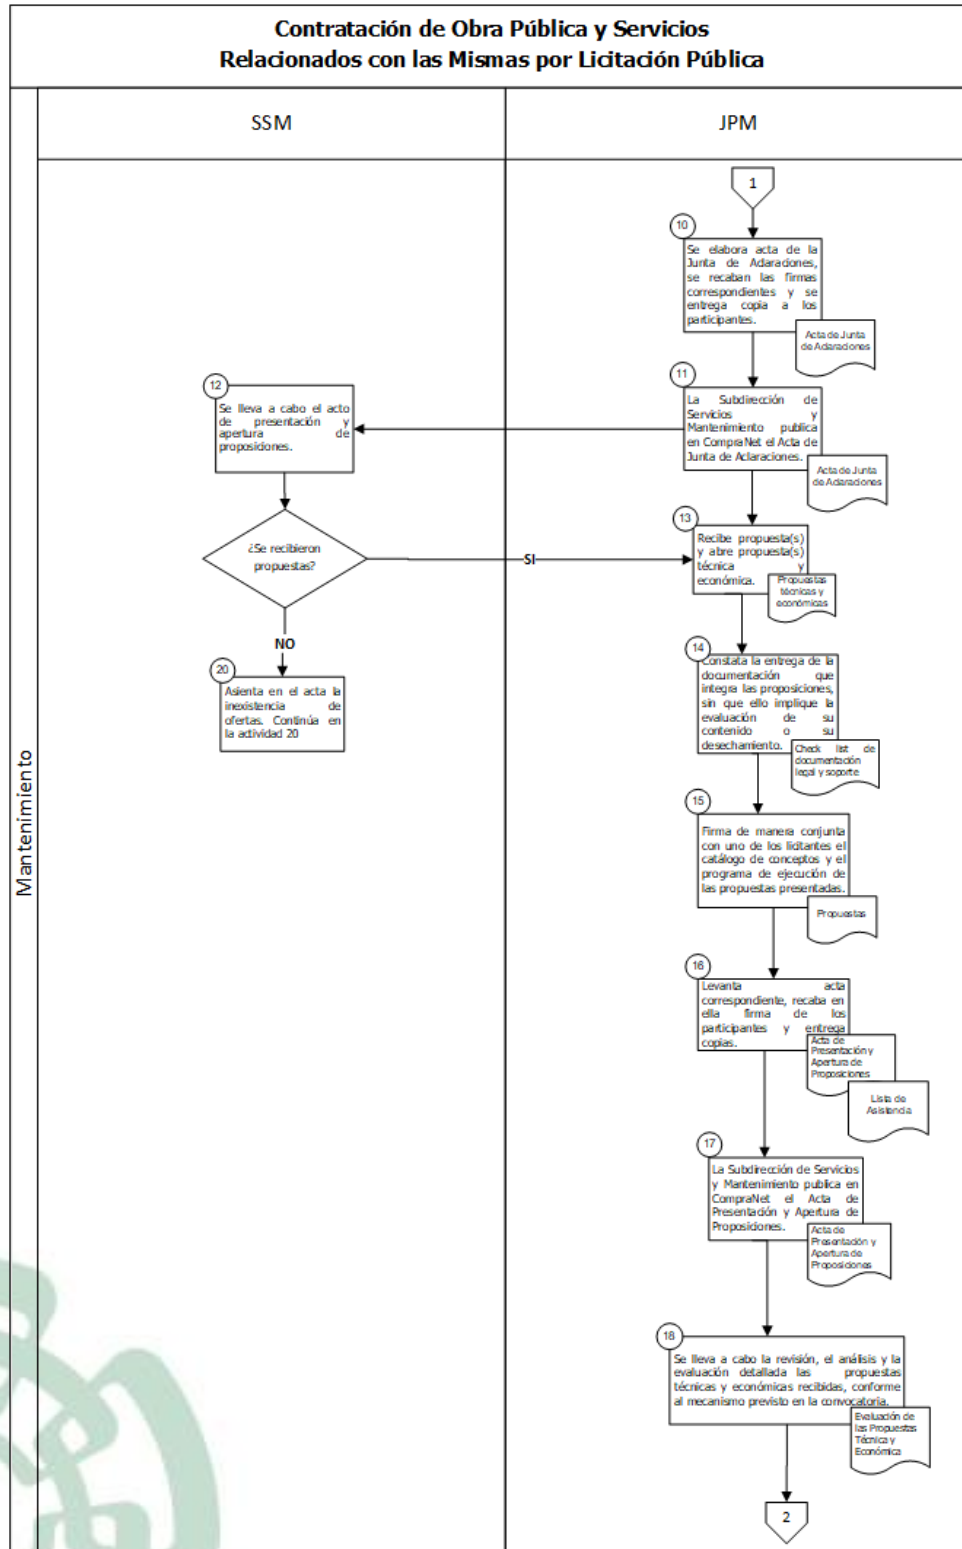 Contratación de Obra Pública y Servicios
Relacionados con las Mismas por Licitación Pública
SSM
JPM
Mantenimiento
1
10
Se elabora acta de la
Junta de Aclaraciones,
se recaban las firmas
correspondientes y se
entrega copia a los
participantes.
Acta de Junta
de Aclaraciones
11
La Subdirección de
Servicios y
Mantenimiento publica
en CompraNet el Acta de
Junta de Aclaraciones.
Acta de Junta
de Aclaraciones
12
Se lleva a cabo el acto
de presentación y
apertura de
proposiciones.
¿Se recibieron
propuestas?
SI
NO
20
Asienta en el acta la
inexistencia de
ofertas. Continúa en
la actividad 20
13
Recibe propuesta(s)
y abre propuesta(s)
técnica y
económica.
Propuestas
técnicas y
económicas
14
Constata la entrega de la
documentación que
integra las proposiciones,
sin que ello implique la
evaluación de su
contenido o su
desechamiento.
Check list de
documentación
legal y soporte
15
Firma de manera conjunta
con uno de los licitantes el
catálogo de conceptos y el
programa de ejecución de
las propuestas presentadas.
Propuestas
16
Levanta acta
correspondiente, recaba en
ella firma de los
participantes y entrega
copias.
Acta de
Presentación y
Apertura de
Proposiciones
Lista de
Asistencia
17
La Subdirección de Servicios
y Mantenimiento publica en
CompraNet el Acta de
Presentación y Apertura de
Proposiciones.
Acta de
Presentación y
Apertura de
Proposiciones
18
Se lleva a cabo la revisión, el análisis y la
evaluación detallada las propuestas
técnicas y económicas recibidas, conforme
al mecanismo previsto en la convocatoria.
Evaluación de
las Propuestas
Técnica y
Económica
2